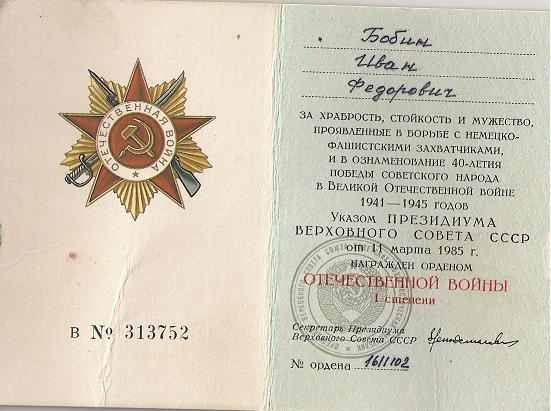 ОТЕЧЕСТВЕННАЯ ВОЙНА
В № 313752
Бобин
Иван
Федорович
ЗА ХРАБРОСТЬ, СТОЙКОСТЬ И МУЖЕСТВО,
ПРОЯВЛЕННЫЕ В БОРЬБЕ С НЕМЕЦКО-
ФАШИСТСКИМИ ЗАХВАТЧИКАМИ,
И В ОЗНАМЕНОВАНИЕ 40-ЛЕТИЯ
ПОБЕДЫ СОВЕТСКОГО НАРОДА
В ВЕЛИКОЙ ОТЕЧЕСТВЕННОЙ ВОЙНЕ
1941—1945 ГОДОВ
УКАЗОМ ПРЕЗИДИУМА
ВЕРХОВНОГО СОВЕТА СССР
от 11 марта 1985 г.
НАГРАЖДЕН ОРДЕНОМ
ОТЕЧЕСТВЕННОЙ ВОЙНЫ
I степени
Секретарь Президиума
Верховного Совета СССР
№ ордена 1611102